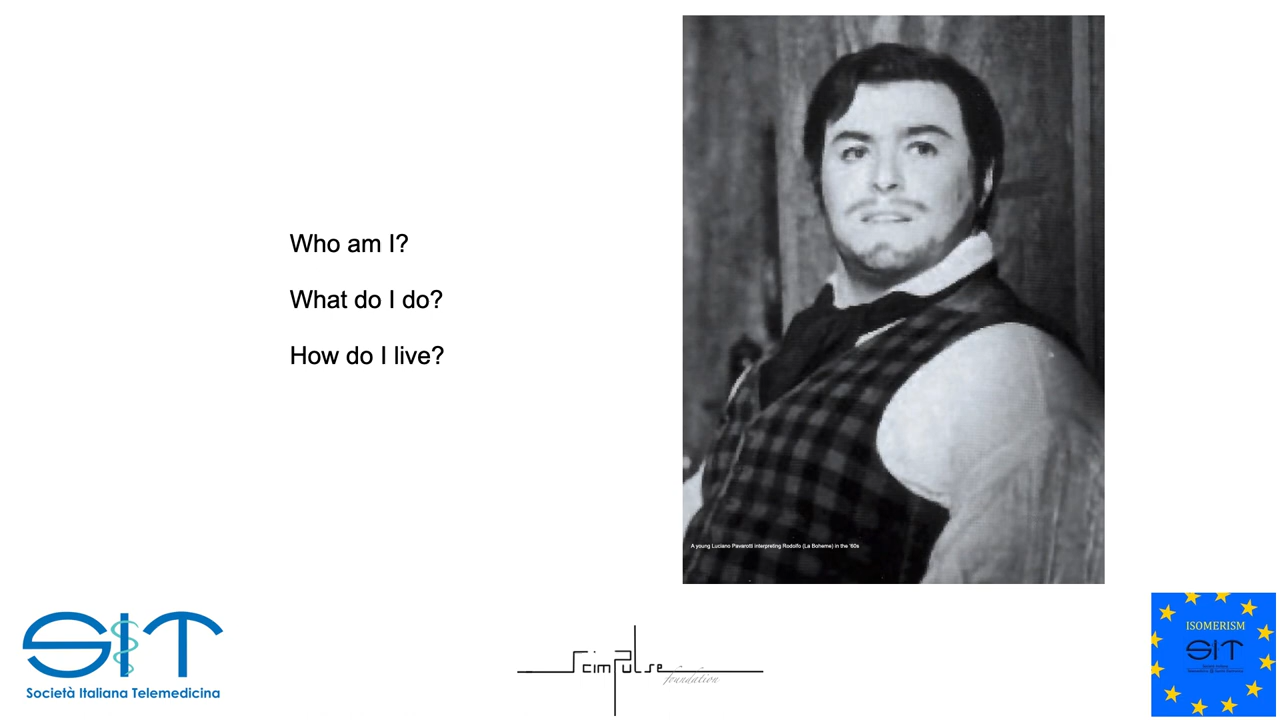 Who am I?
What do I do?
How do I live?
A young Luciano Pavarotti interpreting Rodolfo (La Boheme) in the '60s
SIT
Società Italiana Telemedicina
scimpulse
foundation
ISOMERISM
SIT